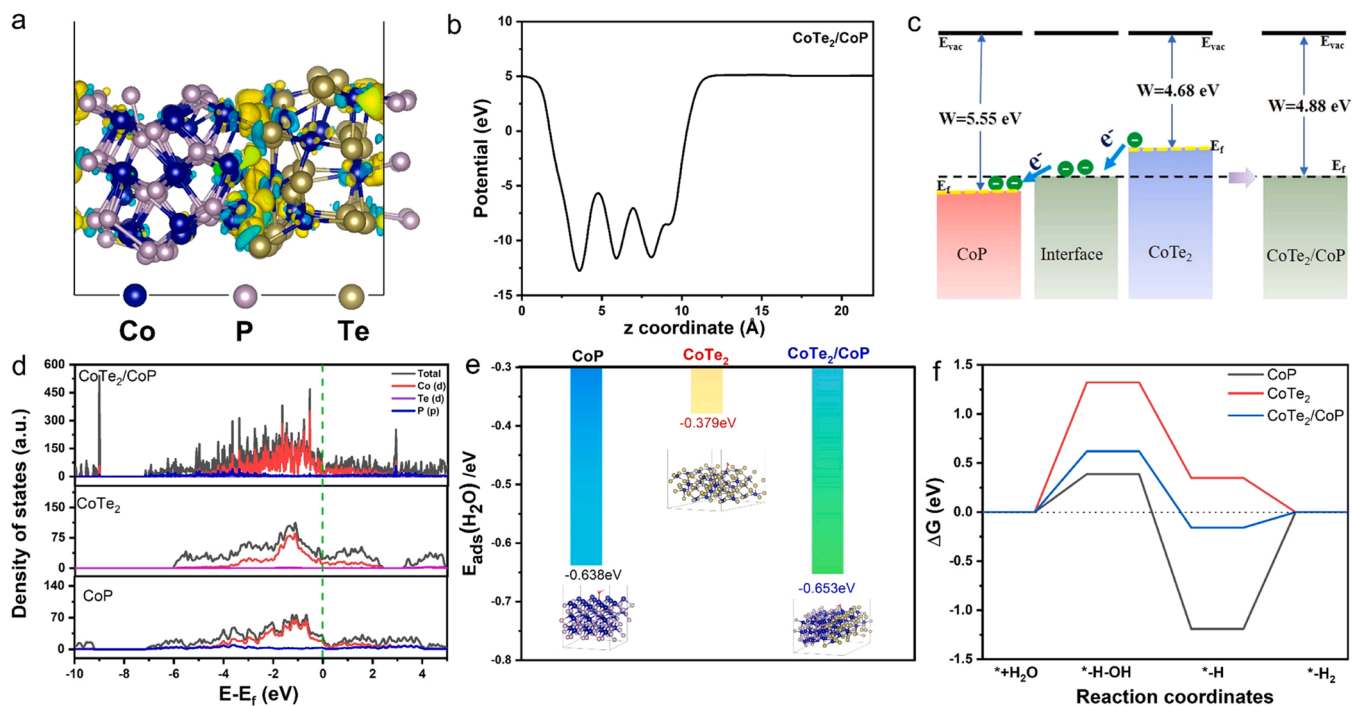 a
Co P Te
b
CoTe₂/CoP
Potential (eV)
10
5
0
-5
-10
-15
0 5 10 15 20
z coordinate (Å)
c
Evac Evac Evac
W=5.55 eV
W=4.68 eV
W=4.88 eV
e⁻ e⁻
Ef Ef Ef
CoP Interface CoTe₂ CoTe₂/CoP
d
Density of states (a.u.)
CoTe₂/CoP
Total
Co (d)
Te (d)
P (p)
600
450
300
150
0
CoTe₂
150
75
0
CoP
140
70
0
-10 -8 -6 -4 -2 0 2 4
E-Ef (eV)
e
CoP CoTe₂ CoTe₂/CoP
Eads(H₂O) /eV
-0.3
-0.4
-0.5
-0.6
-0.7
-0.8
-0.638eV
-0.379eV
-0.653eV
f
CoP
CoTe₂
CoTe₂/CoP
ΔG (eV)
1.5
1.0
0.5
0.0
-0.5
-1.0
-1.5
*+H₂O *-H-OH *-H *-H₂
Reaction coordinates